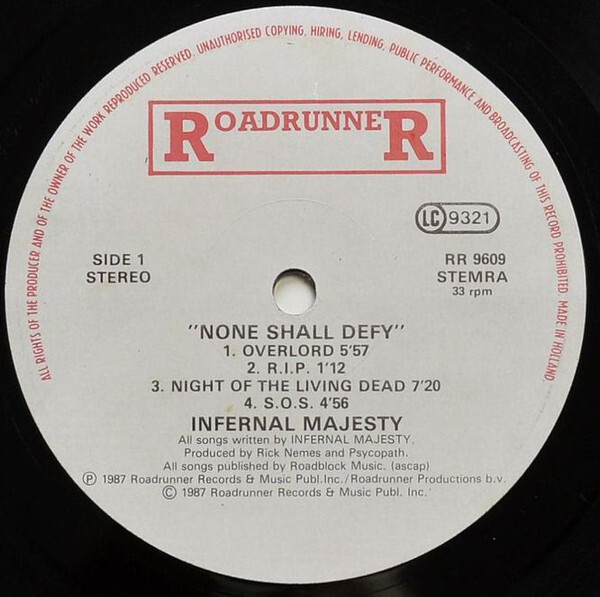 ALL RIGHTS OF THE PRODUCER AND OF THE OWNER OF THE WORK REPRODUCED RESERVED. UNAUTHORISED COPYING, HIRING, LENDING, PUBLIC PERFORMANCE AND BROADCASTING OF THIS RECORD PROHIBITED. MADE IN HOLLAND.
ROADRUNNER
LC 9321
SIDE 1
STEREO
RR 9609
STEMRA
33 rpm
"NONE SHALL DEFY"
1. OVERLORD 5'57
2. R.I.P. 1'12
3. NIGHT OF THE LIVING DEAD 7'20
4. S.O.S. 4'56
INFERNAL MAJESTY
All songs written by INFERNAL MAJESTY.
Produced by Rick Nemes and Psycopath.
All songs published by Roadblock Music. (ascap)
Ⓟ 1987 Roadrunner Records & Music Publ.Inc./Roadrunner Productions b.v.
© 1987 Roadrunner Records & Music Publ. Inc.